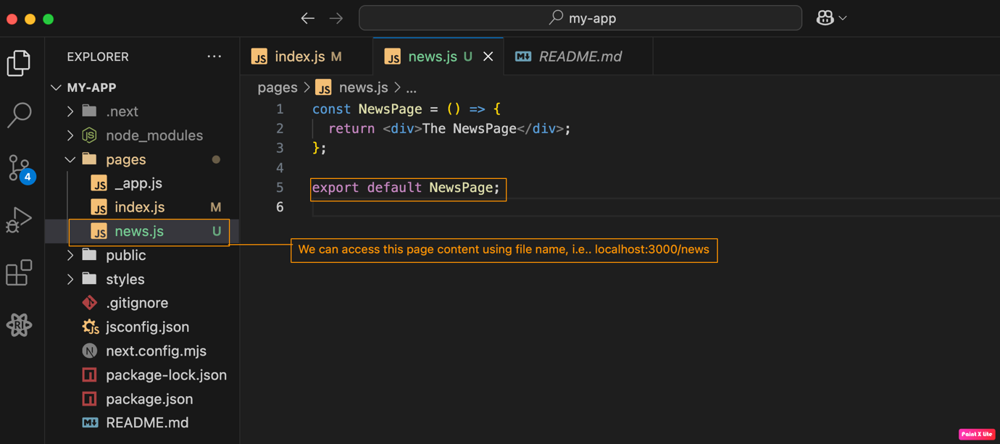 my-app
EXPLORER ...
MY-APP
.next
node_modules
pages
_app.js
index.js M
news.js U
public
styles
.gitignore
jsconfig.json
next.config.mjs
package-lock.json
package.json
README.md
4
JS index.js M
JS news.js U
README.md
pages > JS news.js > ...
1 const NewsPage = () => {
2 return <div>The NewsPage</div>;
3 };
4
5 export default NewsPage;
6
We can access this page content using file name, i.e.. localhost:3000/news
Paint X Lite